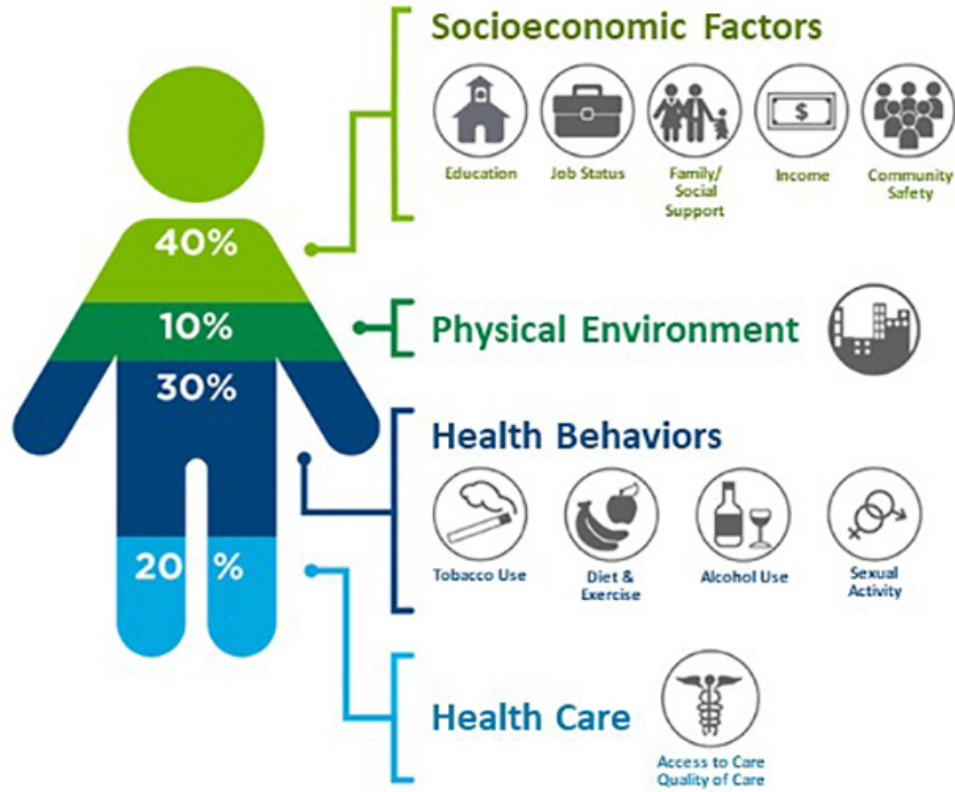 Socioeconomic Factors
$
Education
Job Status
Family/
Social
Support
Income
Community
Safety
40%
10%
Physical Environment
30%
Health Behaviors
Tobacco Use
Diet &
Exercise
Alcohol Use
Sexual
Activity
20 %
Health Care
Access to Care
Quality of Care